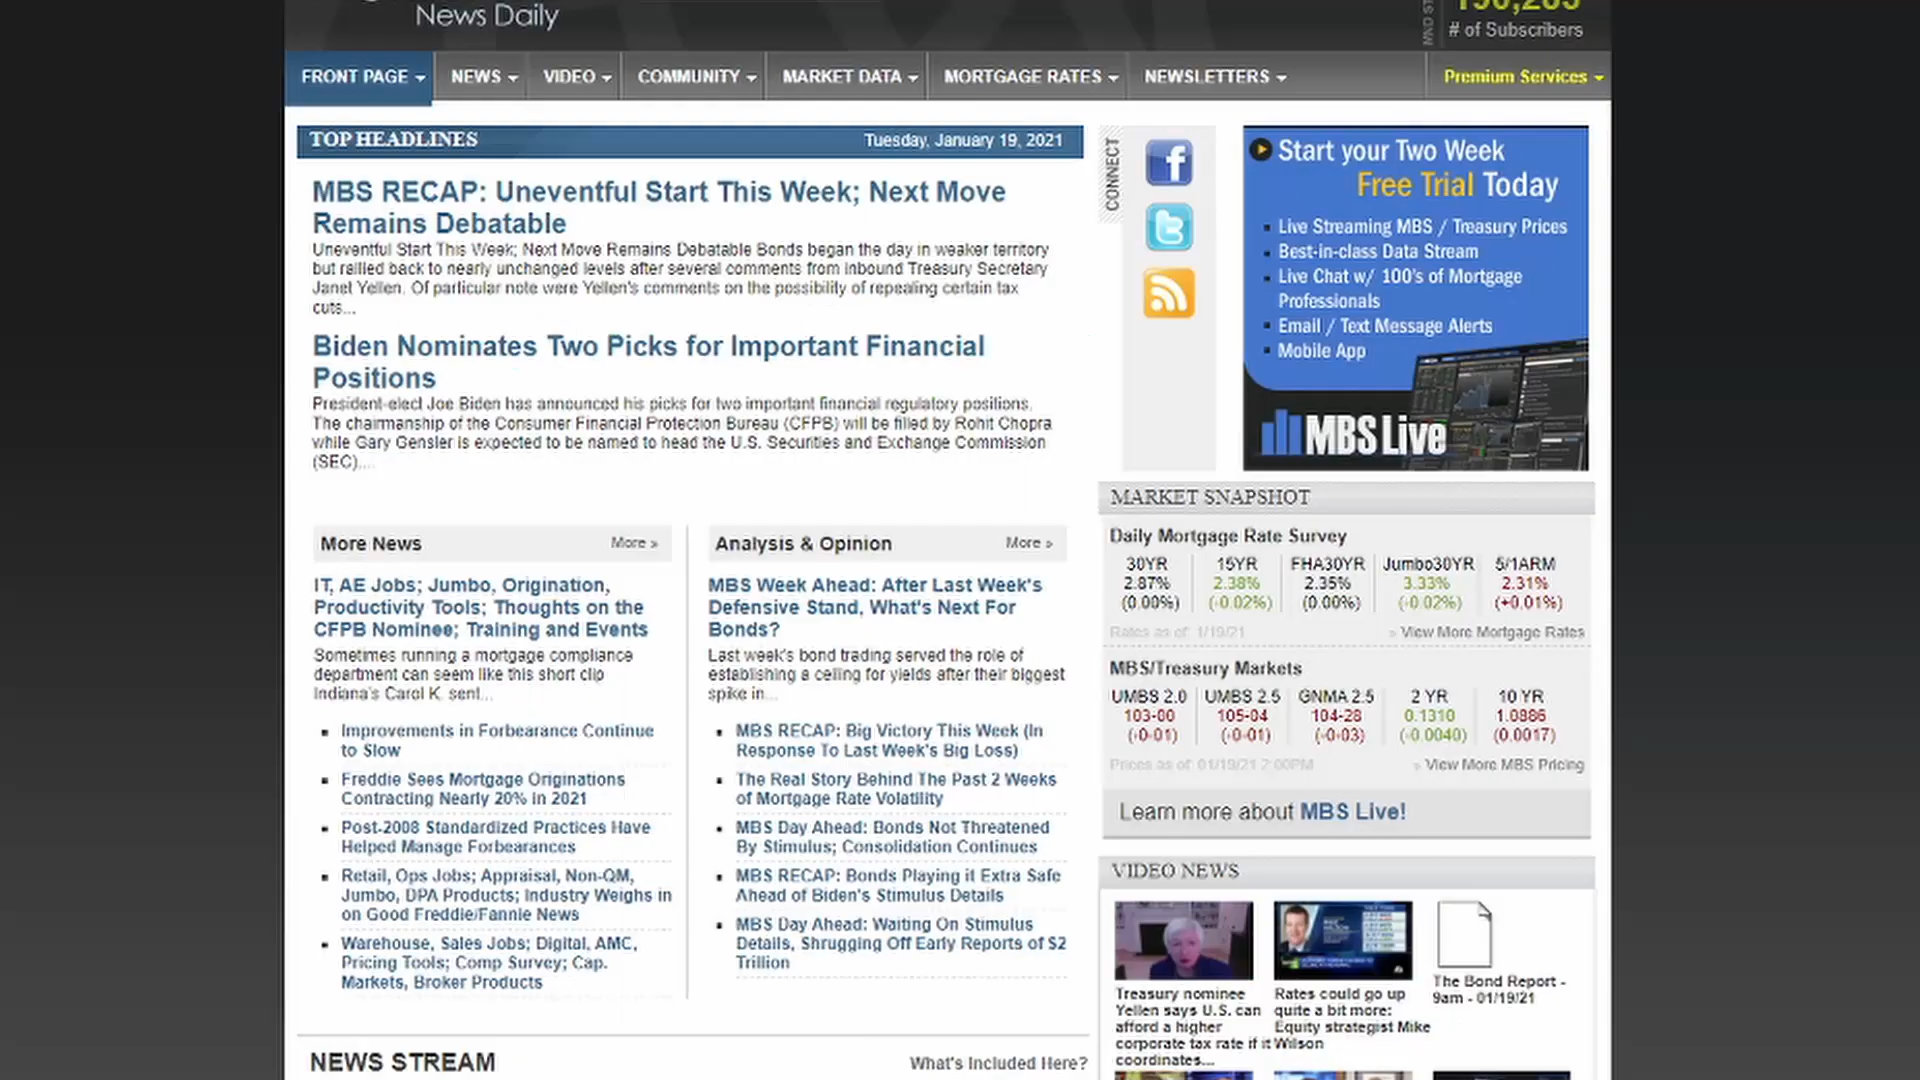 News Daily
# of Subscribers
FRONT PAGE NEWS VIDEO COMMUNITY MARKET DATA MORTGAGE RATES NEWSLETTERS Premium Services
TOP HEADLINES Tuesday, January 19, 2021
MBS RECAP: Uneventful Start This Week; Next Move
Remains Debatable
Uneventful Start This Week; Next Move Remains Debatable Bonds began the day in weaker territory
but rallied back to nearly unchanged levels after several comments from inbound Treasury Secretary
Janet Yellen. Of particular note were Yellen's comments on the possibility of repealing certain tax
cuts...
Biden Nominates Two Picks for Important Financial
Positions
President-elect Joe Biden has announced his picks for two important financial regulatory positions.
The chairmanship of the Consumer Financial Protection Bureau (CFPB) will be filled by Rohit Chopra
while Gary Gensler is expected to be named to head the U.S. Securities and Exchange Commission
(SEC)....
CONNECT
Start your Two Week
Free Trial Today
Live Streaming MBS / Treasury Prices
Best-in-class Data Stream
Live Chat w/ 100's of Mortgage
Professionals
Email / Text Message Alerts
Mobile App
MBS Live
More News More »
IT, AE Jobs; Jumbo, Origination,
Productivity Tools; Thoughts on the
CFPB Nominee; Training and Events
Sometimes running a mortgage compliance
department can seem like this short clip
Indiana's Carol K. sent...
Improvements in Forbearance Continue
to Slow
Freddie Sees Mortgage Originations
Contracting Nearly 20% in 2021
Post-2008 Standardized Practices Have
Helped Manage Forbearances
Retail, Ops Jobs; Appraisal, Non-QM,
Jumbo, DPA Products; Industry Weighs in
on Good Freddie/Fannie News
Warehouse, Sales Jobs; Digital, AMC,
Pricing Tools; Comp Survey; Cap.
Markets, Broker Products
Analysis & Opinion More »
MBS Week Ahead: After Last Week's
Defensive Stand, What's Next For
Bonds?
Last week's bond trading served the role of
establishing a ceiling for yields after their biggest
spike in...
MBS RECAP: Big Victory This Week (In
Response To Last Week's Big Loss)
The Real Story Behind The Past 2 Weeks
of Mortgage Rate Volatility
MBS Day Ahead: Bonds Not Threatened
By Stimulus; Consolidation Continues
MBS RECAP: Bonds Playing it Extra Safe
Ahead of Biden's Stimulus Details
MBS Day Ahead: Waiting On Stimulus
Details, Shrugging Off Early Reports of $2
Trillion
MARKET SNAPSHOT
Daily Mortgage Rate Survey
30YR 15YR FHA30YR Jumbo30YR 5/1ARM
2.87% 2.38% 2.35% 3.33% 2.31%
(0.00%) (-0.02%) (0.00%) (-0.02%) (+0.01%)
Rates as of: 1/19/21 » View More Mortgage Rates
MBS/Treasury Markets
UMBS 2.0 UMBS 2.5 GNMA 2.5 2 YR 10 YR
103-00 105-04 104-28 0.1310 1.0886
(-0-01) (-0-01) (-0-03) (-0.0040) (0.0017)
Prices as of: 01/19/21 2:00PM » View More MBS Pricing
Learn more about MBS Live!
VIDEO NEWS
Treasury nominee
Yellen says U.S. can
afford a higher
corporate tax rate if it
coordinates...
Rates could go up
quite a bit more:
Equity strategist Mike
Wilson
The Bond Report -
9am - 01/19/21
NEWS STREAM What's Included Here?